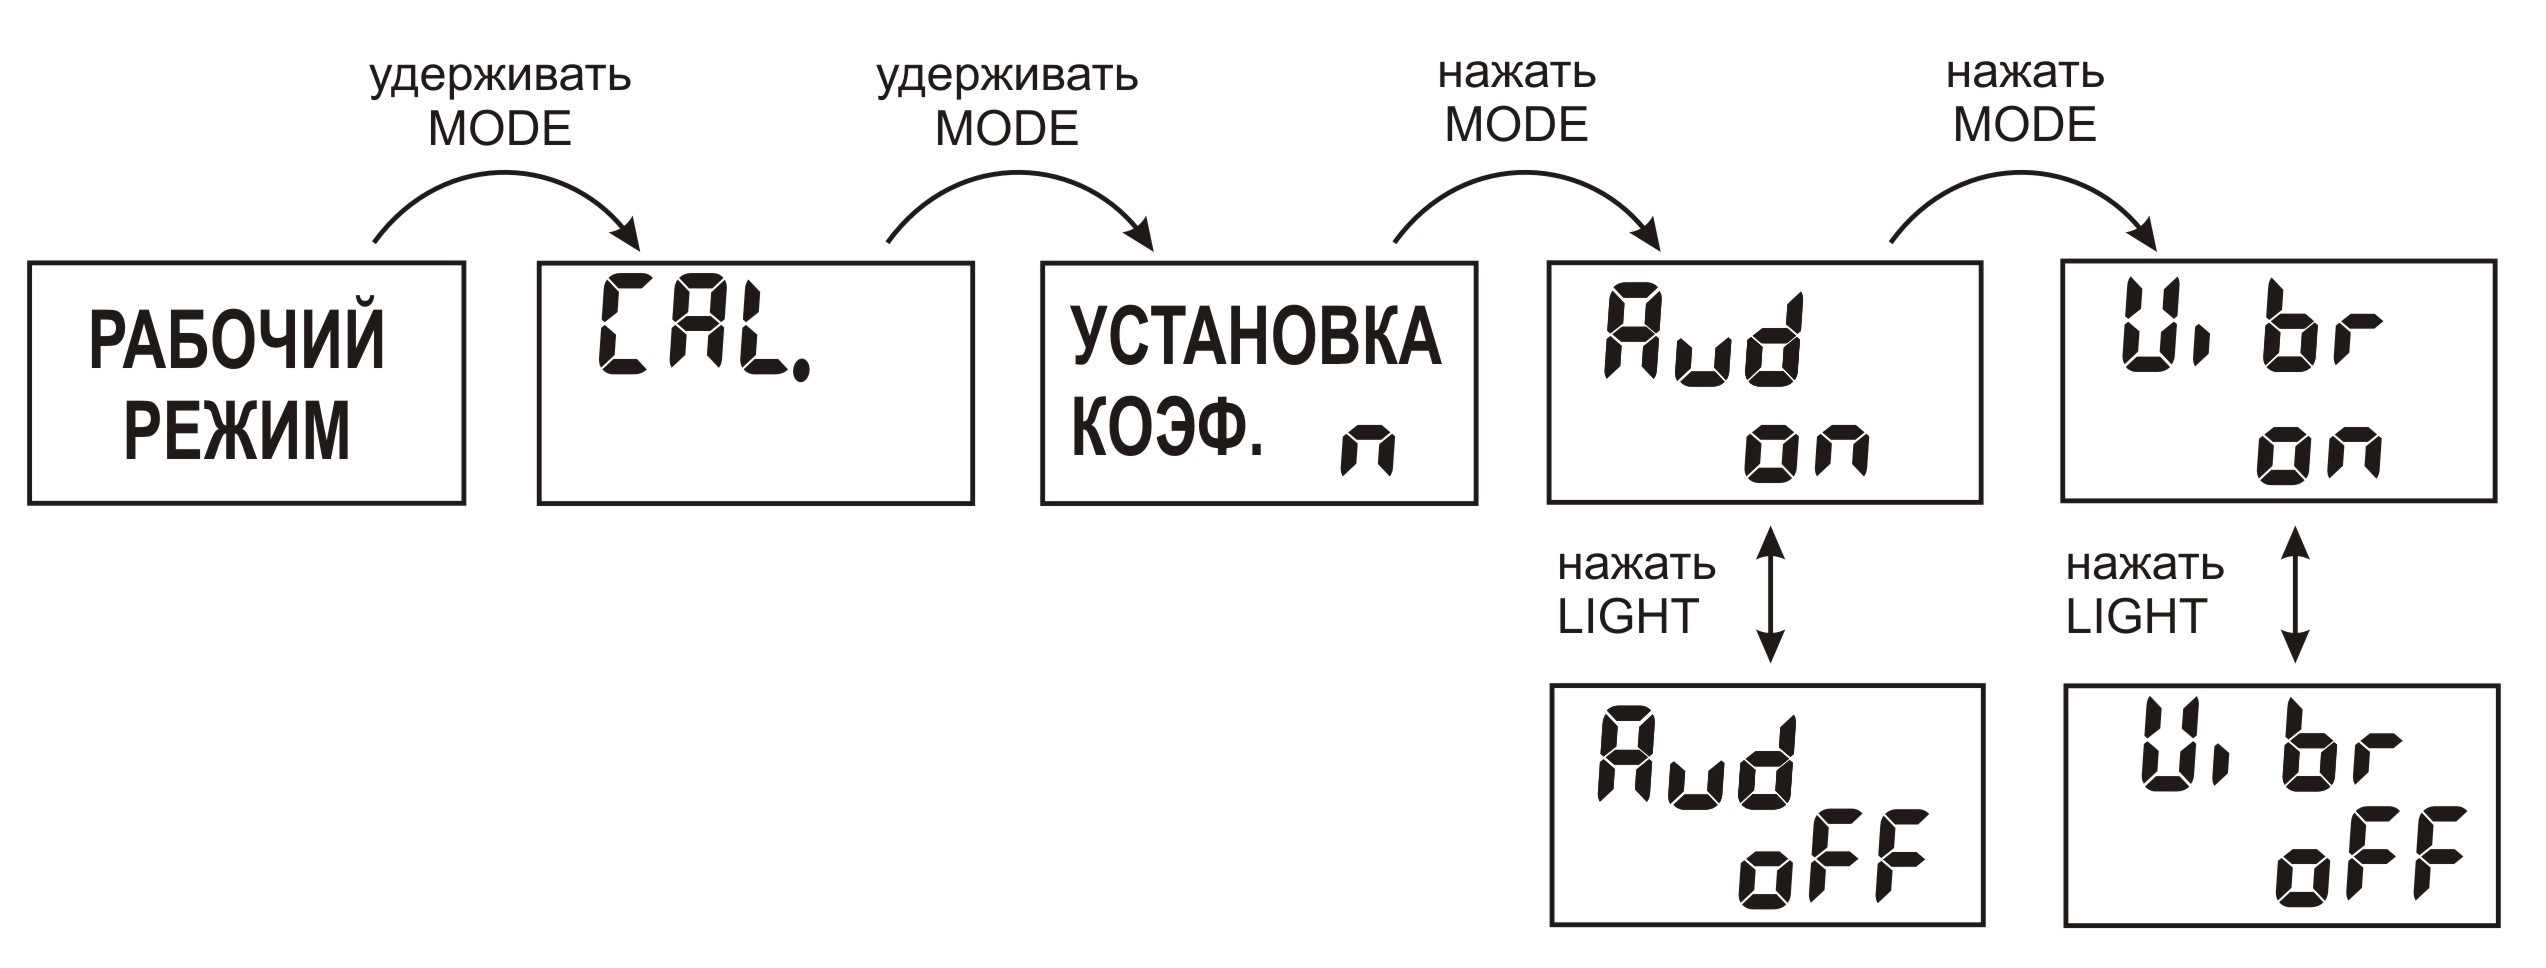 удерживать
MODE
удерживать
MODE
нажать
MODE
нажать
MODE
РАБОЧИЙ
РЕЖИМ
CAL.
УСТАНОВКА
КОЭФ. n
Aud
on
Vibr
on
нажать
LIGHT
нажать
LIGHT
Aud
oFF
Vibr
oFF